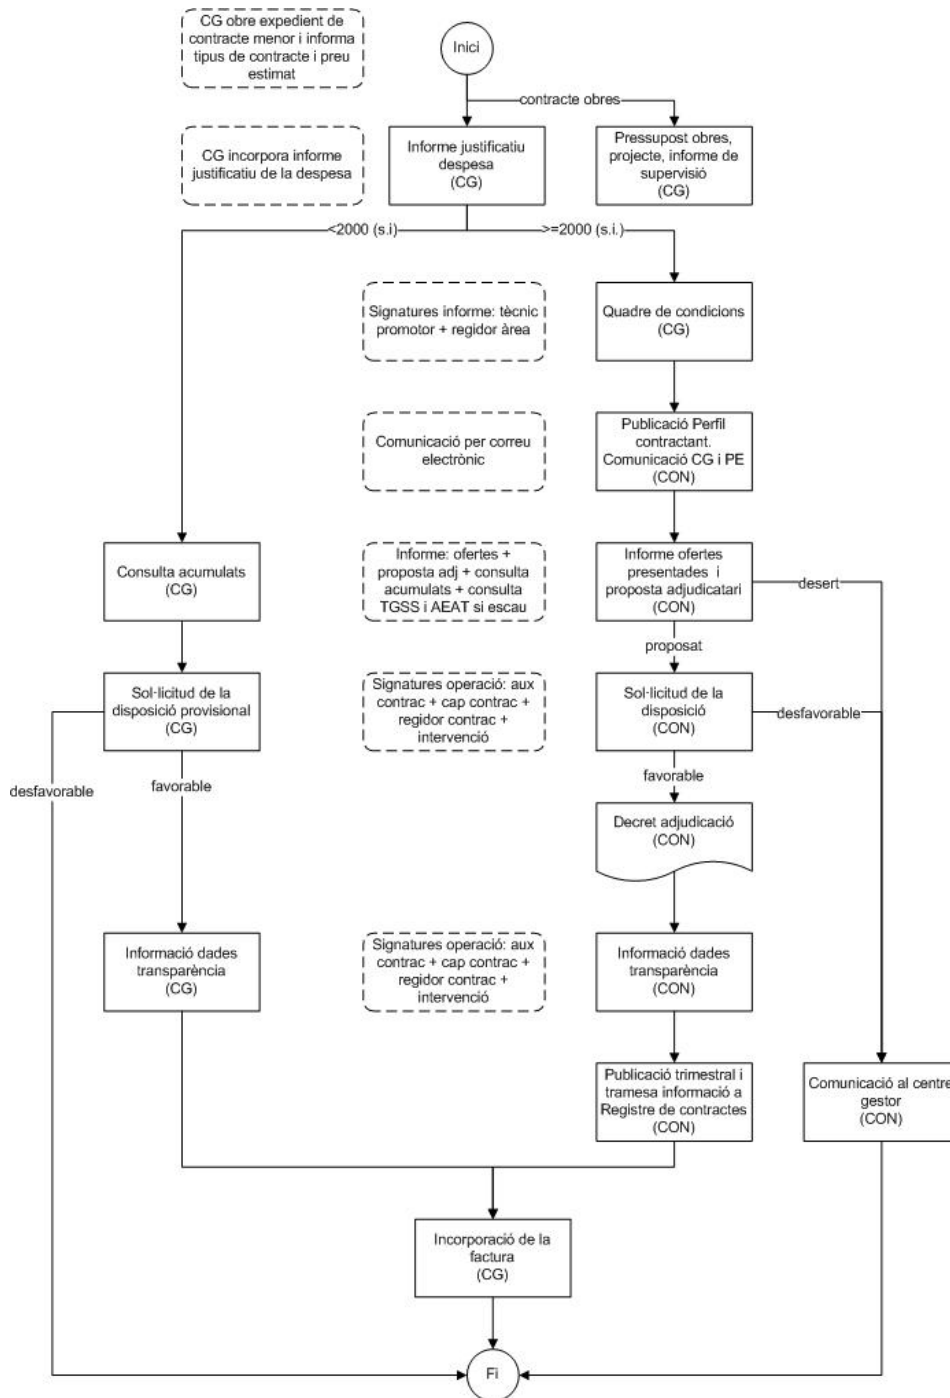 CG obre expedient de
contracte menor i informa
tipus de contracte i preu
estimat
Inici
contracte obres
CG incorpora informe
justificatiu de la despesa
Informe justificatiu
despesa
(CG)
Pressupost obres,
projecte, informe de
supervisió
(CG)
<2000 (s.i)
>=2000 (s.i.)
Signatures informe: tècnic
promotor + regidor àrea
Quadre de condicions
(CG)
Comunicació per correu
electrònic
Publicació Perfil
contractant.
Comunicació CG i PE
(CON)
Consulta acumulats
(CG)
Informe: ofertes +
proposta adj + consulta
acumulats + consulta
TGSS i AEAT si escau
Informe ofertes
presentades i
proposta adjudicatari
(CON)
desert
proposat
Sol·licitud de la
disposició provisional
(CG)
Signatures operació: aux
contrac + cap contrac +
regidor contrac +
intervenció
Sol·licitud de la
disposició
(CON)
desfavorable
desfavorable
favorable
favorable
Decret adjudicació
(CON)
Informació dades
transparència
(CG)
Signatures operació: aux
contrac + cap contrac +
regidor contrac +
intervenció
Informació dades
transparència
(CON)
Publicació trimestral i
tramesa informació a
Registre de contractes
(CON)
Comunicació al centre
gestor
(CON)
Incorporació de la
factura
(CG)
Fi